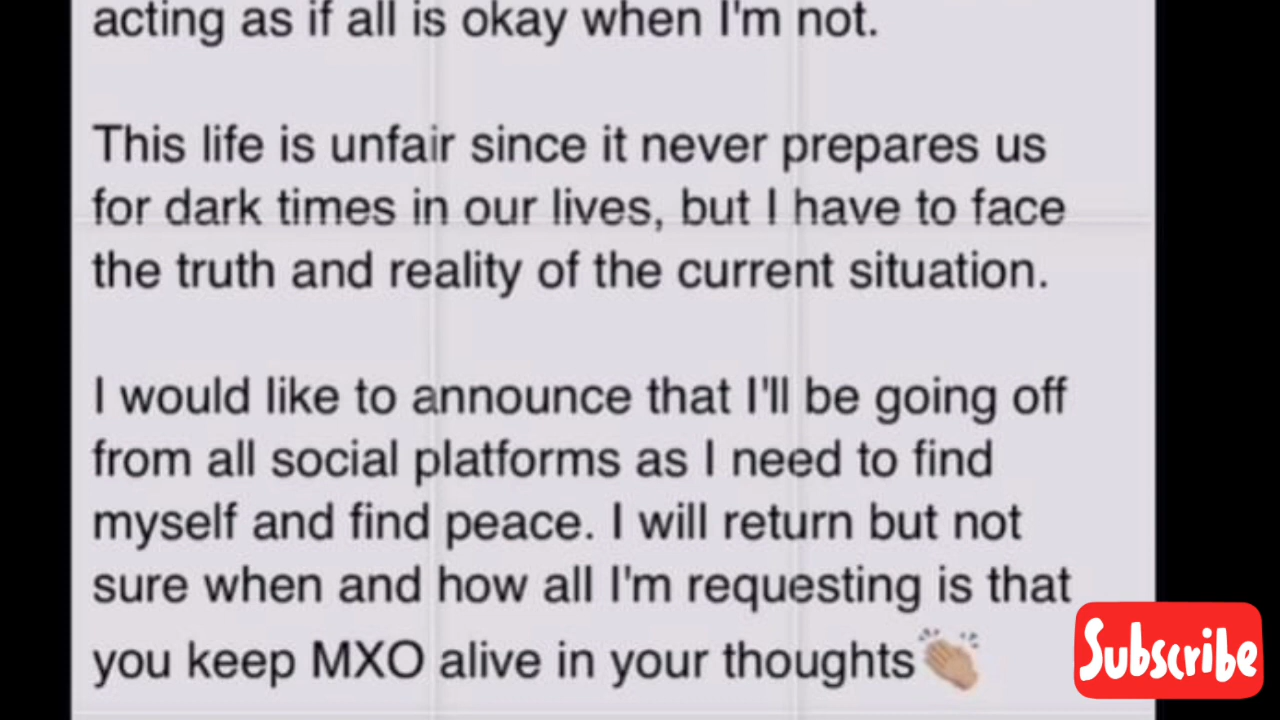 acting as if all is okay when I'm not.
This life is unfair since it never prepares us
for dark times in our lives, but I have to face
the truth and reality of the current situation.
I would like to announce that I'll be going off
from all social platforms as I need to find
myself and find peace. I will return but not
sure when and how all I'm requesting is that
you keep MXO alive in your thoughts👏🏼
Subscribe